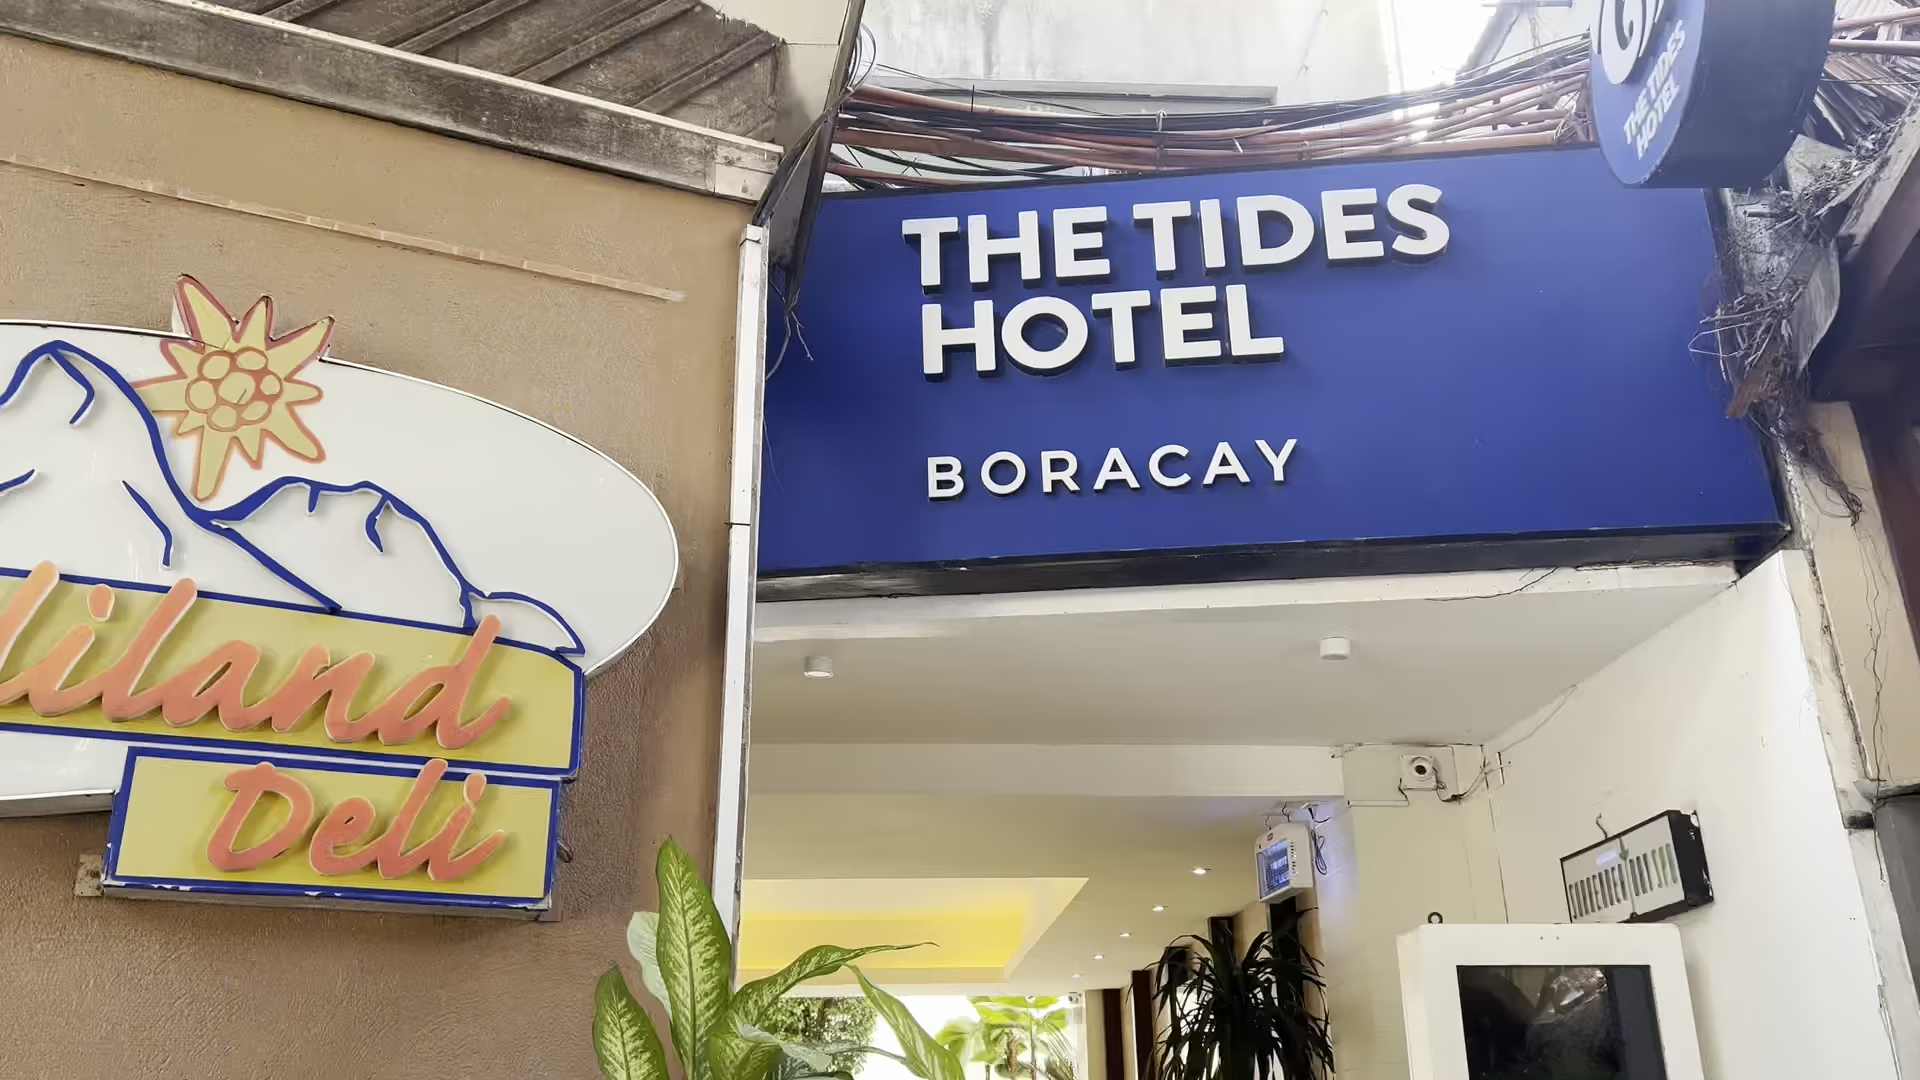 THE TIDES
HOTEL
BORACAY
THE TIDES
HOTEL
Deli